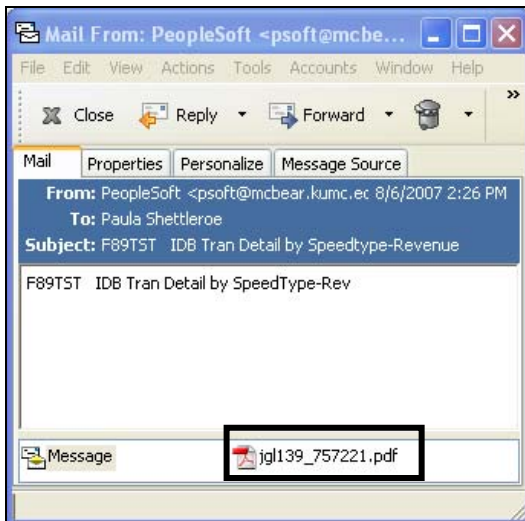 Mail From: PeopleSoft <psoft@mcbe...
File Edit View Actions Tools Accounts Window Help
Close Reply Forward »
Mail Properties Personalize Message Source
From: PeopleSoft <psoft@mcbear.kumc.ec 8/6/2007 2:26 PM
To: Paula Shettleroe
Subject: F89TST IDB Tran Detail by Speedtype-Revenue
F89TST IDB Tran Detail by SpeedType-Rev
Message jgl139_757221.pdf